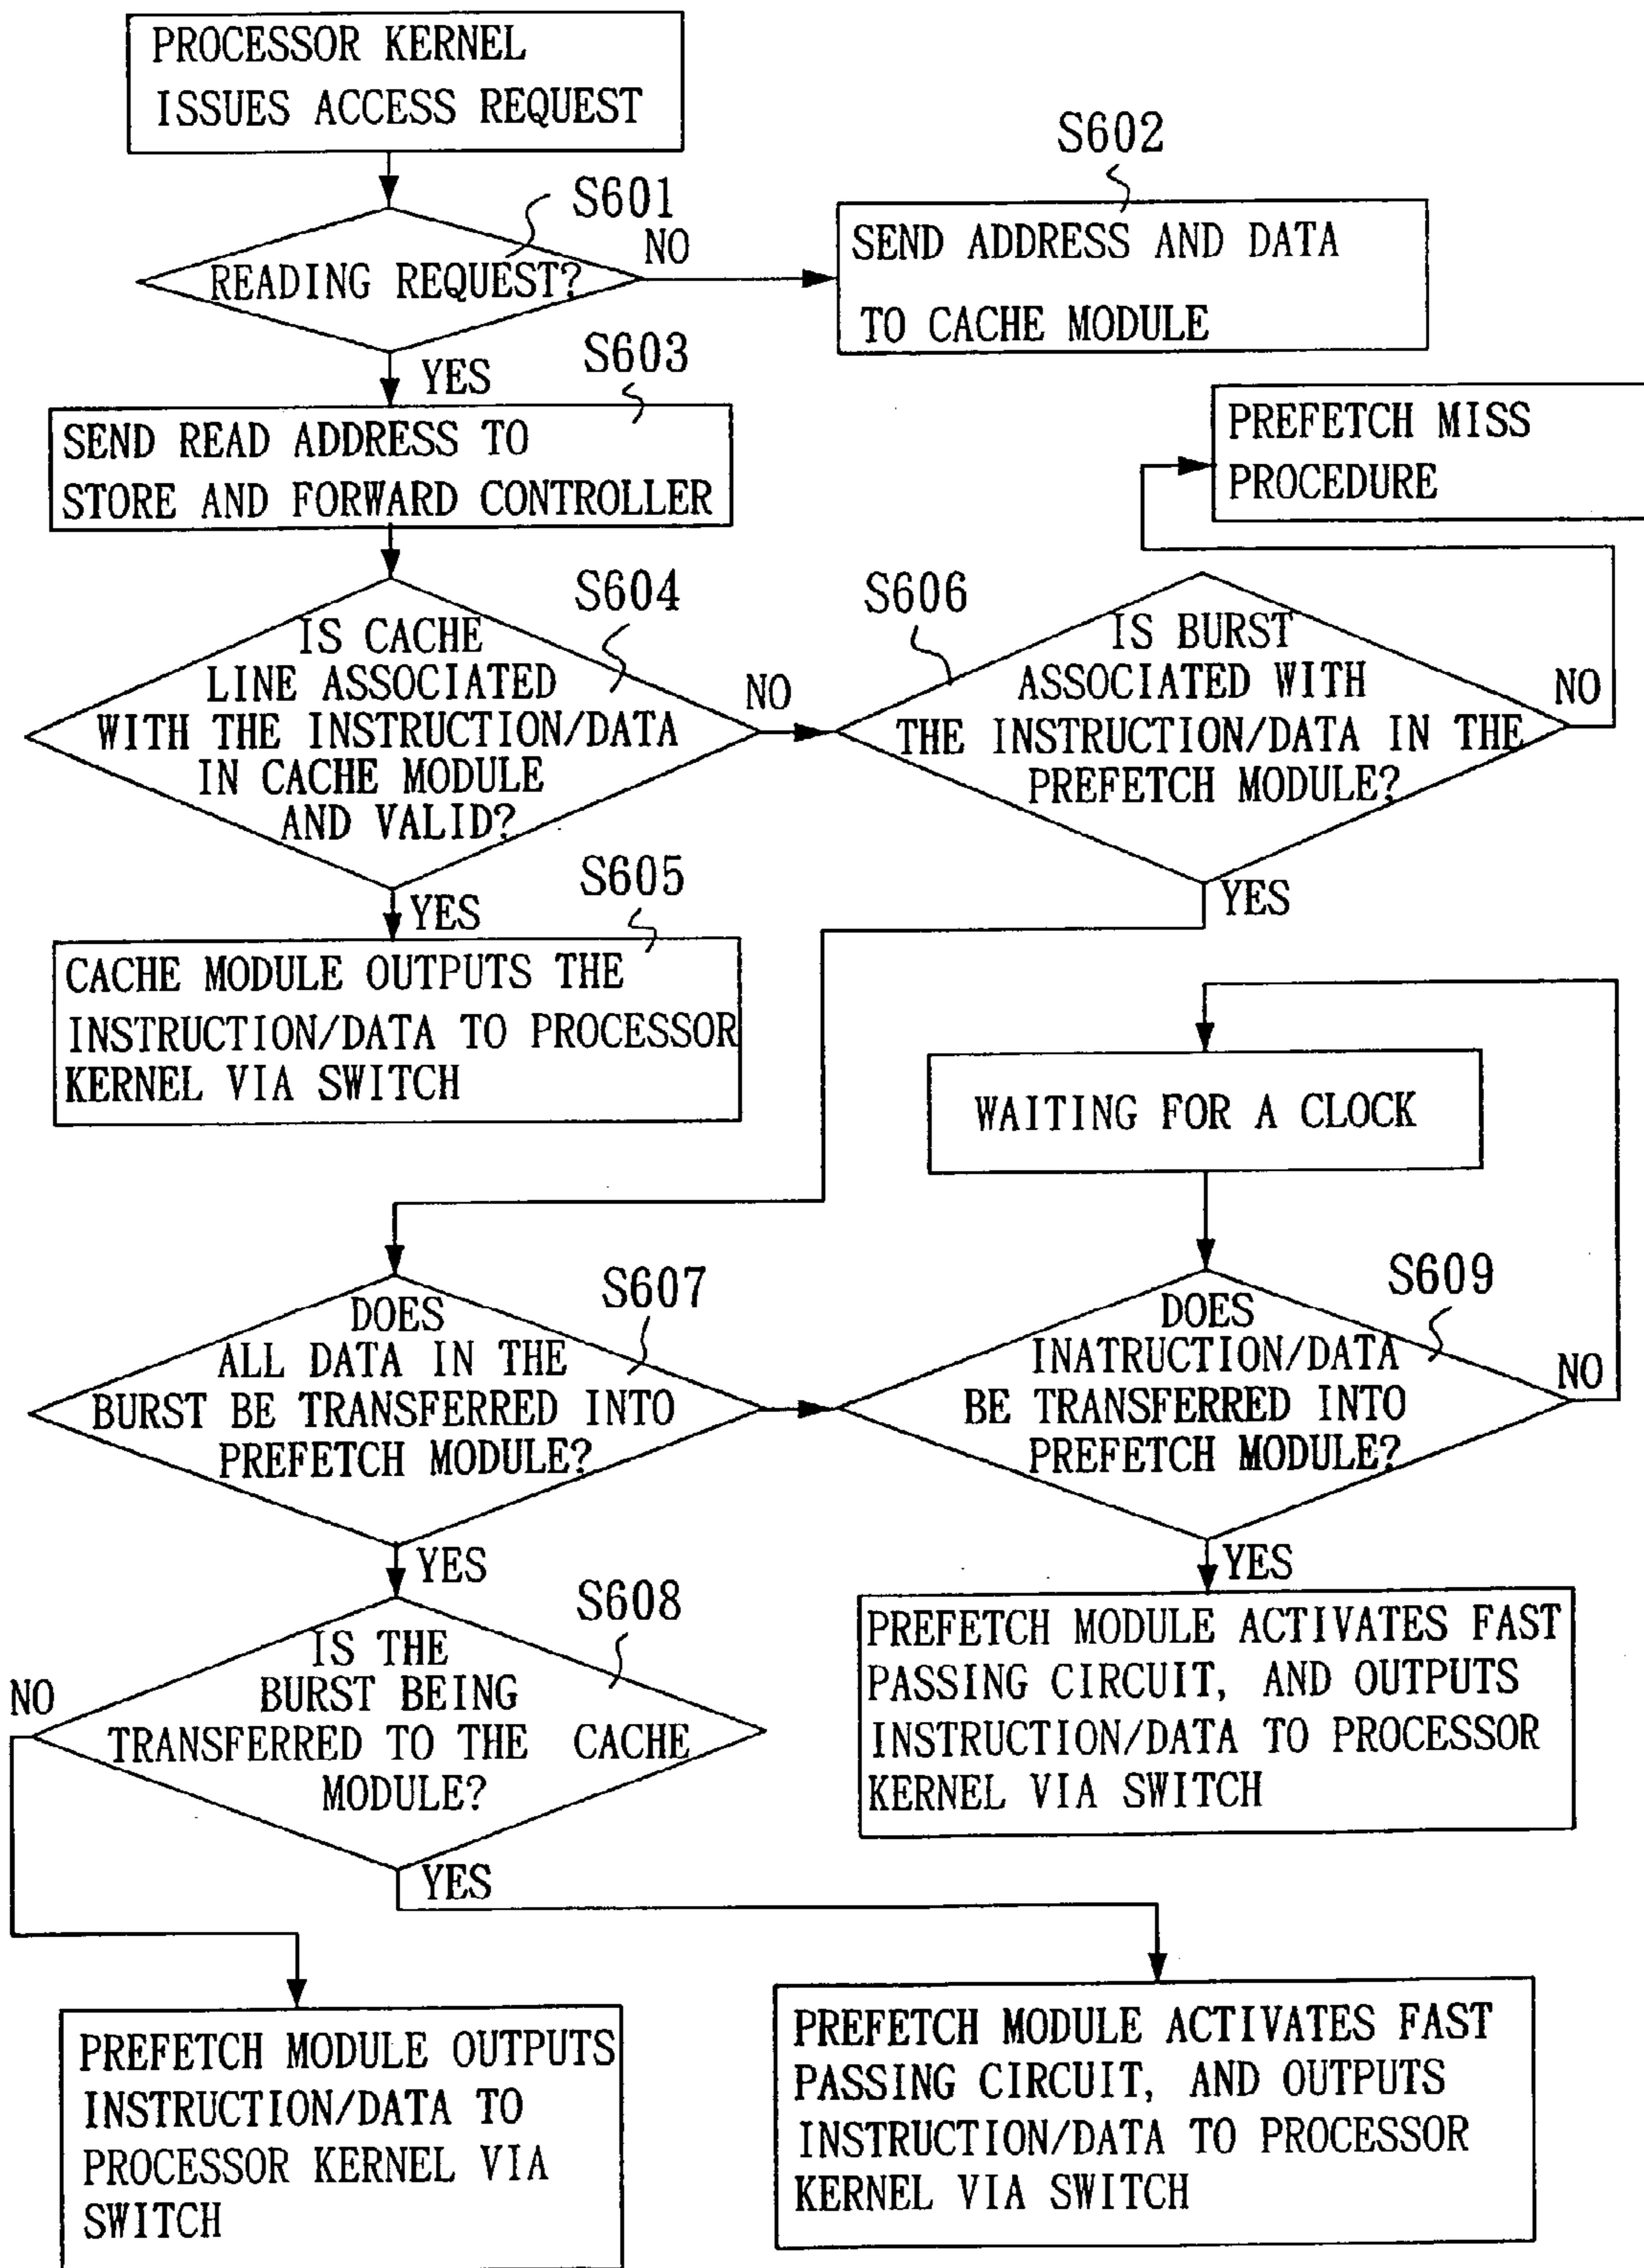 PROCESSOR KERNEL
ISSUES ACCESS REQUEST
S601
READING REQUEST?
NO
S602
SEND ADDRESS AND DATA
TO CACHE MODULE
YES
S603
SEND READ ADDRESS TO
STORE AND FORWARD CONTROLLER
PREFETCH MISS
PROCEDURE
S604
IS CACHE
LINE ASSOCIATED
WITH THE INSTRUCTION/DATA
IN CACHE MODULE
AND VALID?
NO
S606
IS BURST
ASSOCIATED WITH
THE INSTRUCTION/DATA IN THE
PREFETCH MODULE?
NO
YES
YES
S605
CACHE MODULE OUTPUTS THE
INSTRUCTION/DATA TO PROCESSOR
KERNEL VIA SWITCH
WAITING FOR A CLOCK
S607
DOES
ALL DATA IN THE
BURST BE TRANSFERRED INTO
PREFETCH MODULE?
S609
DOES
INATRUCTION/DATA
BE TRANSFERRED INTO
PREFETCH MODULE?
NO
YES
YES
S608
IS THE
BURST BEING
TRANSFERRED TO THE CACHE
MODULE?
NO
YES
PREFETCH MODULE ACTIVATES FAST
PASSING CIRCUIT, AND OUTPUTS
INSTRUCTION/DATA TO PROCESSOR
KERNEL VIA SWITCH
PREFETCH MODULE OUTPUTS
INSTRUCTION/DATA TO
PROCESSOR KERNEL VIA
SWITCH
PREFETCH MODULE ACTIVATES FAST
PASSING CIRCUIT, AND OUTPUTS
INSTRUCTION/DATA TO PROCESSOR
KERNEL VIA SWITCH